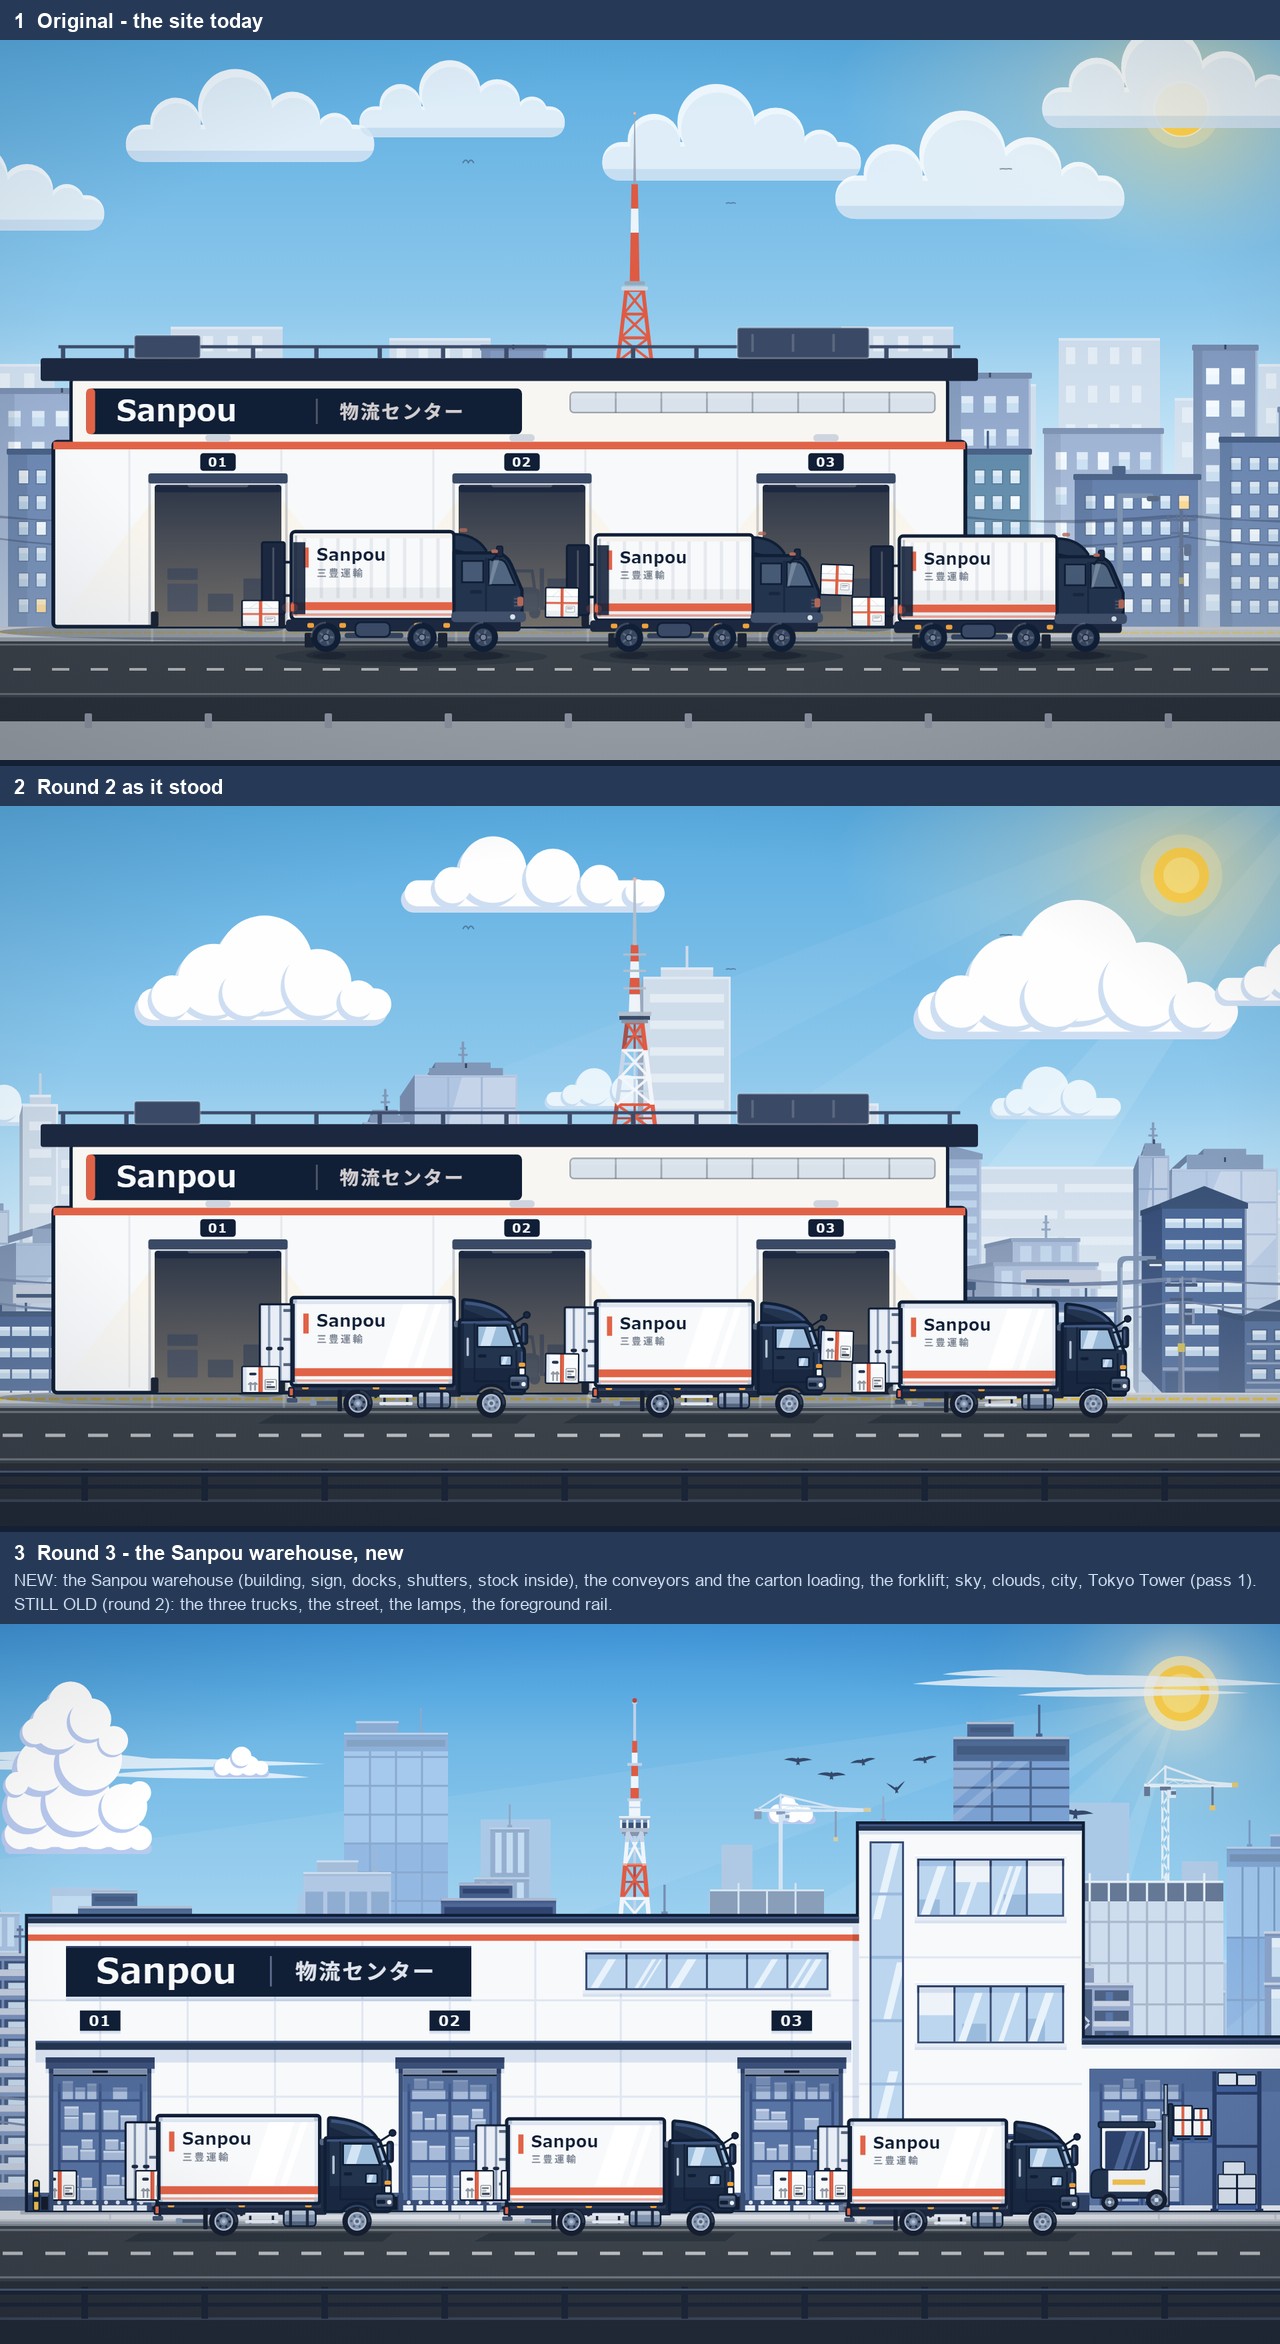 1 Original - the site today
Sanpou 物流センター
01 02 03
Sanpou
三豊運輸
Sanpou
三豊運輸
Sanpou
三豊運輸
2 Round 2 as it stood
Sanpou 物流センター
01 02 03
Sanpou
三豊運輸
Sanpou
三豊運輸
Sanpou
三豊運輸
3 Round 3 - the Sanpou warehouse, new
NEW: the Sanpou warehouse (building, sign, docks, shutters, stock inside), the conveyors and the carton loading, the forklift; sky, clouds, city, Tokyo Tower (pass 1).
STILL OLD (round 2): the three trucks, the street, the lamps, the foreground rail.
Sanpou 物流センター
01 02 03
Sanpou
三豊運輸
Sanpou
三豊運輸
Sanpou
三豊運輸